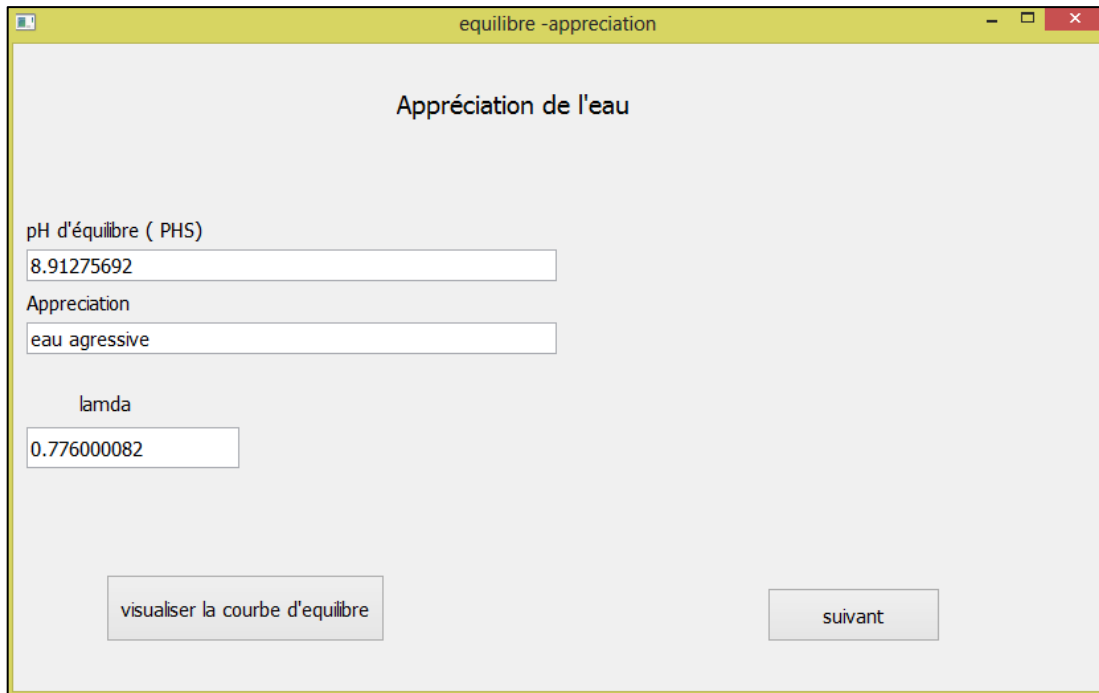 equilibre -appreciation
Appréciation de l'eau
pH d'équilibre ( PHS)
8.91275692
Appreciation
eau agressive
lamda
0.776000082
visualiser la courbe d'equilibre
suivant